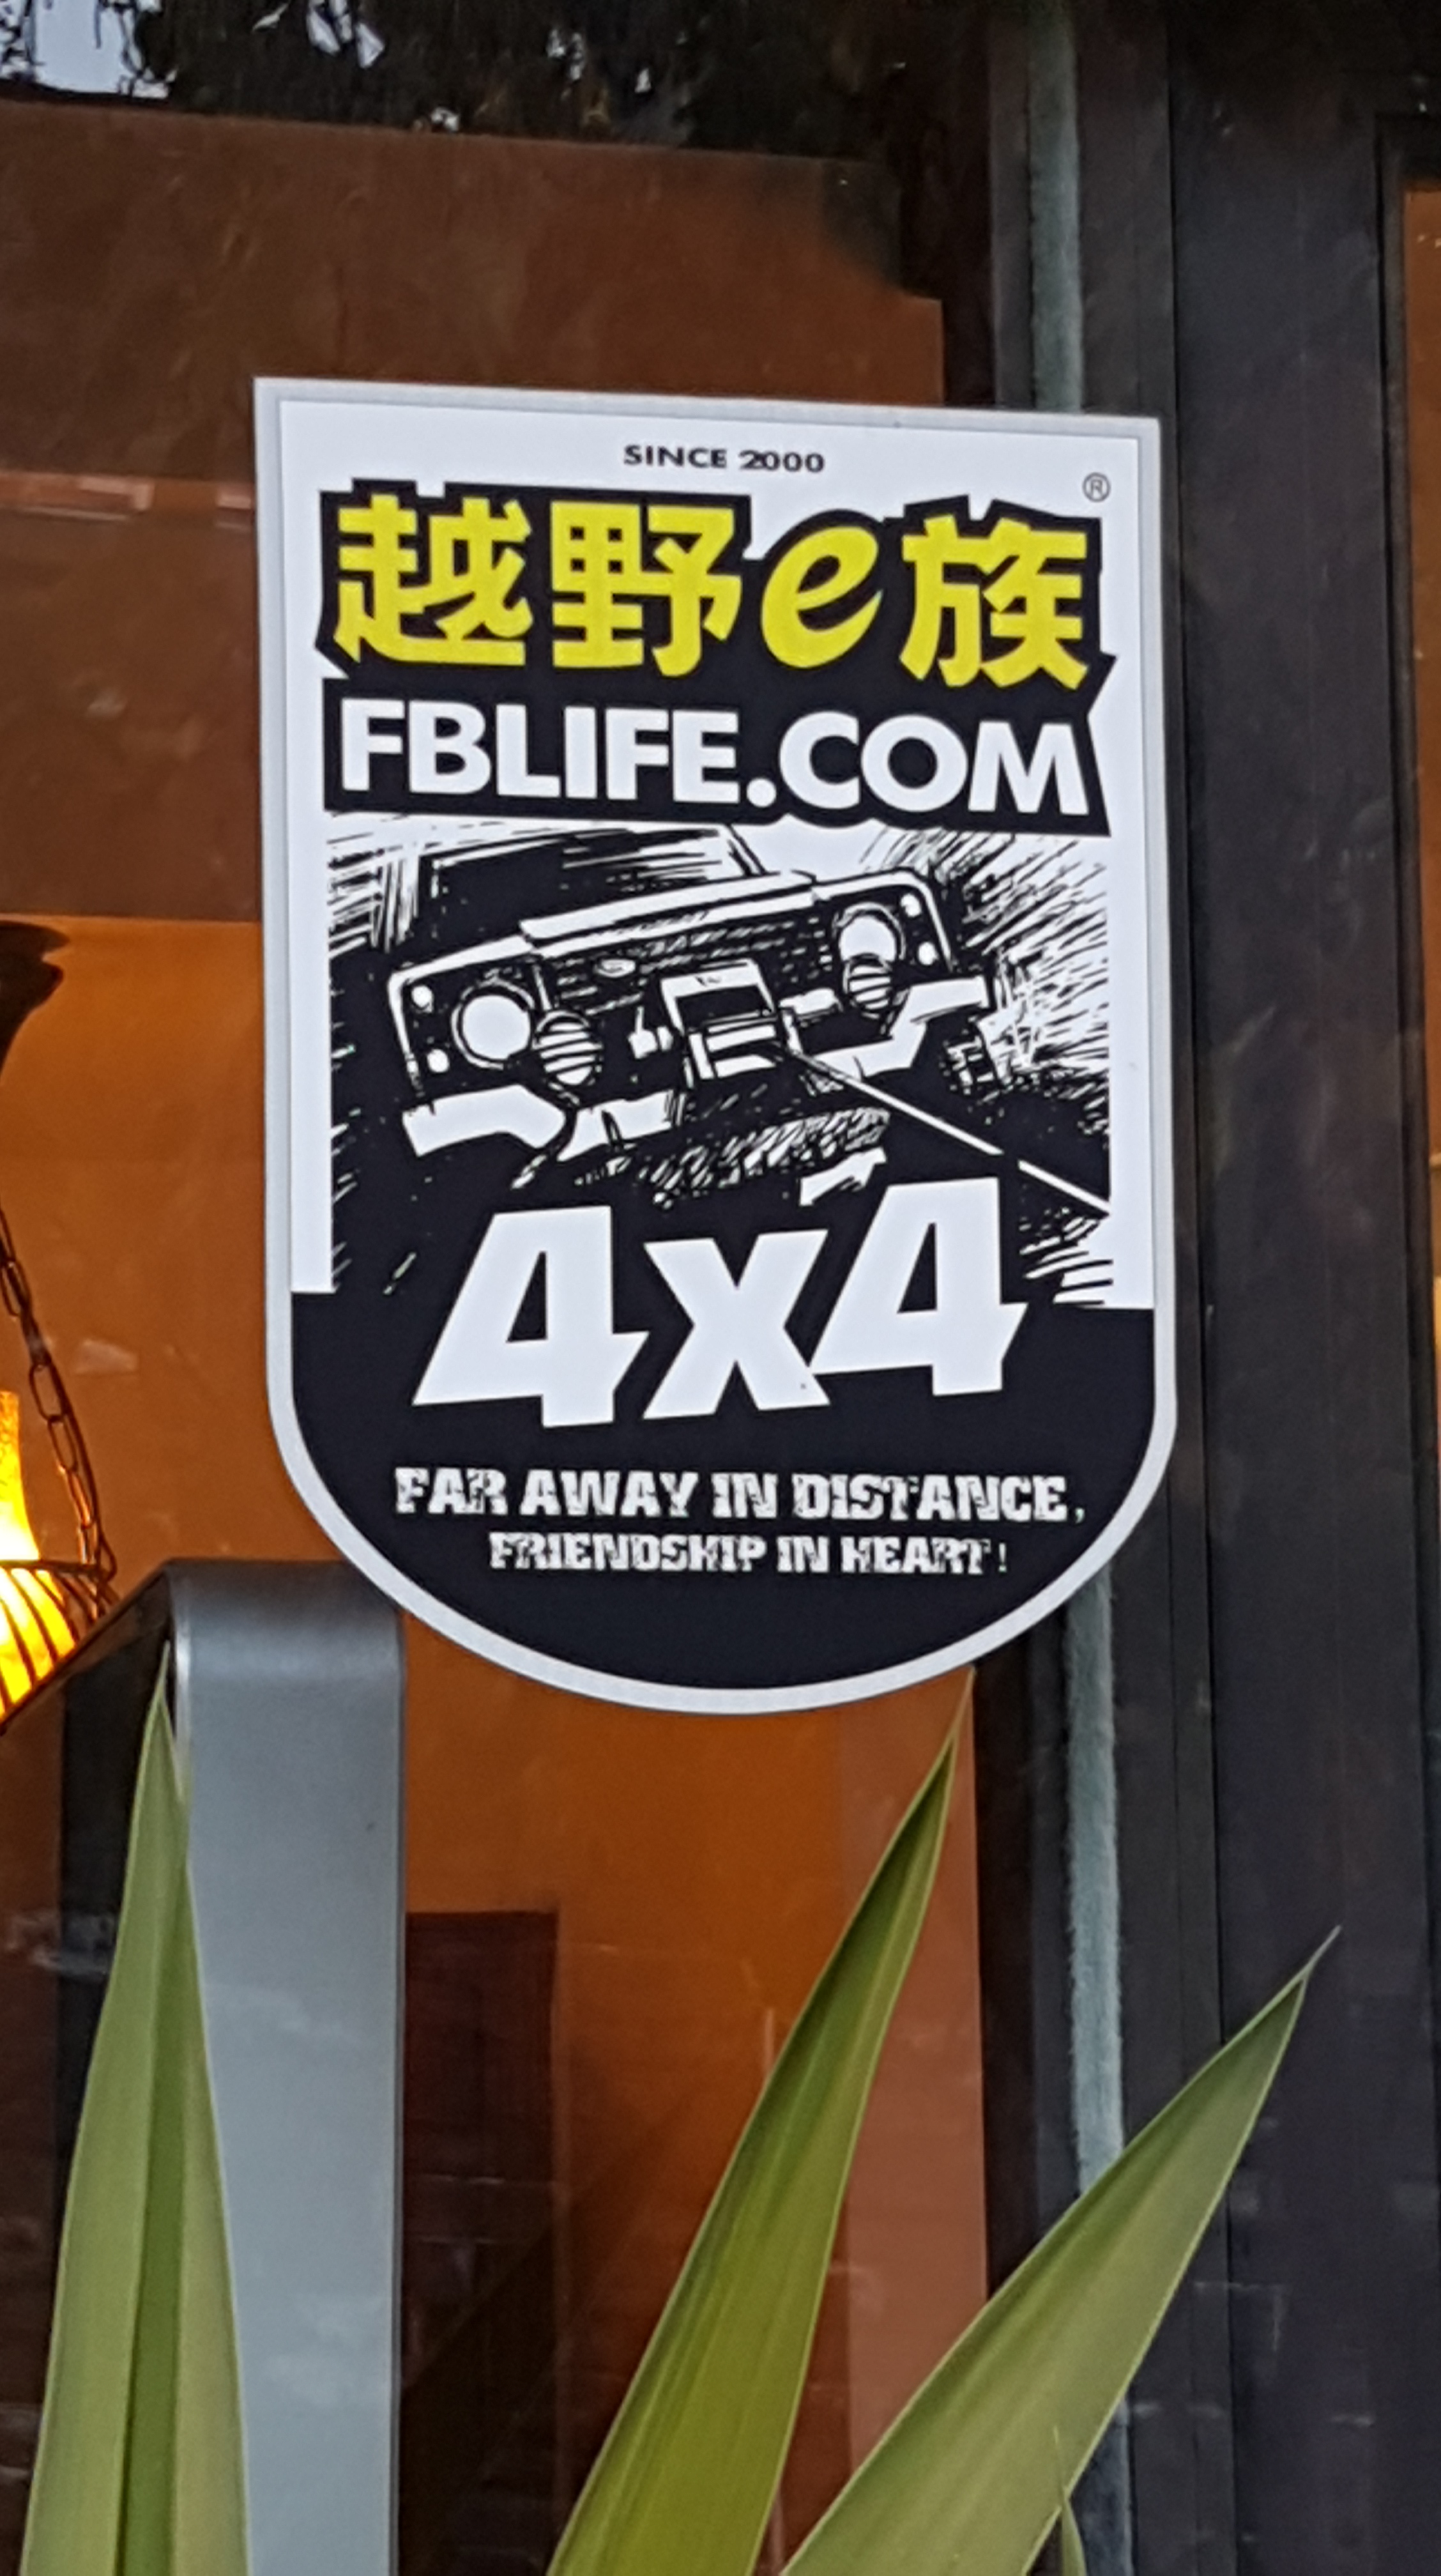 SINCE 2000
®
越野e族
FBLIFE.COM
4x4
FAR AWAY IN DISTANCE,
FRIENDSHIP IN HEART!